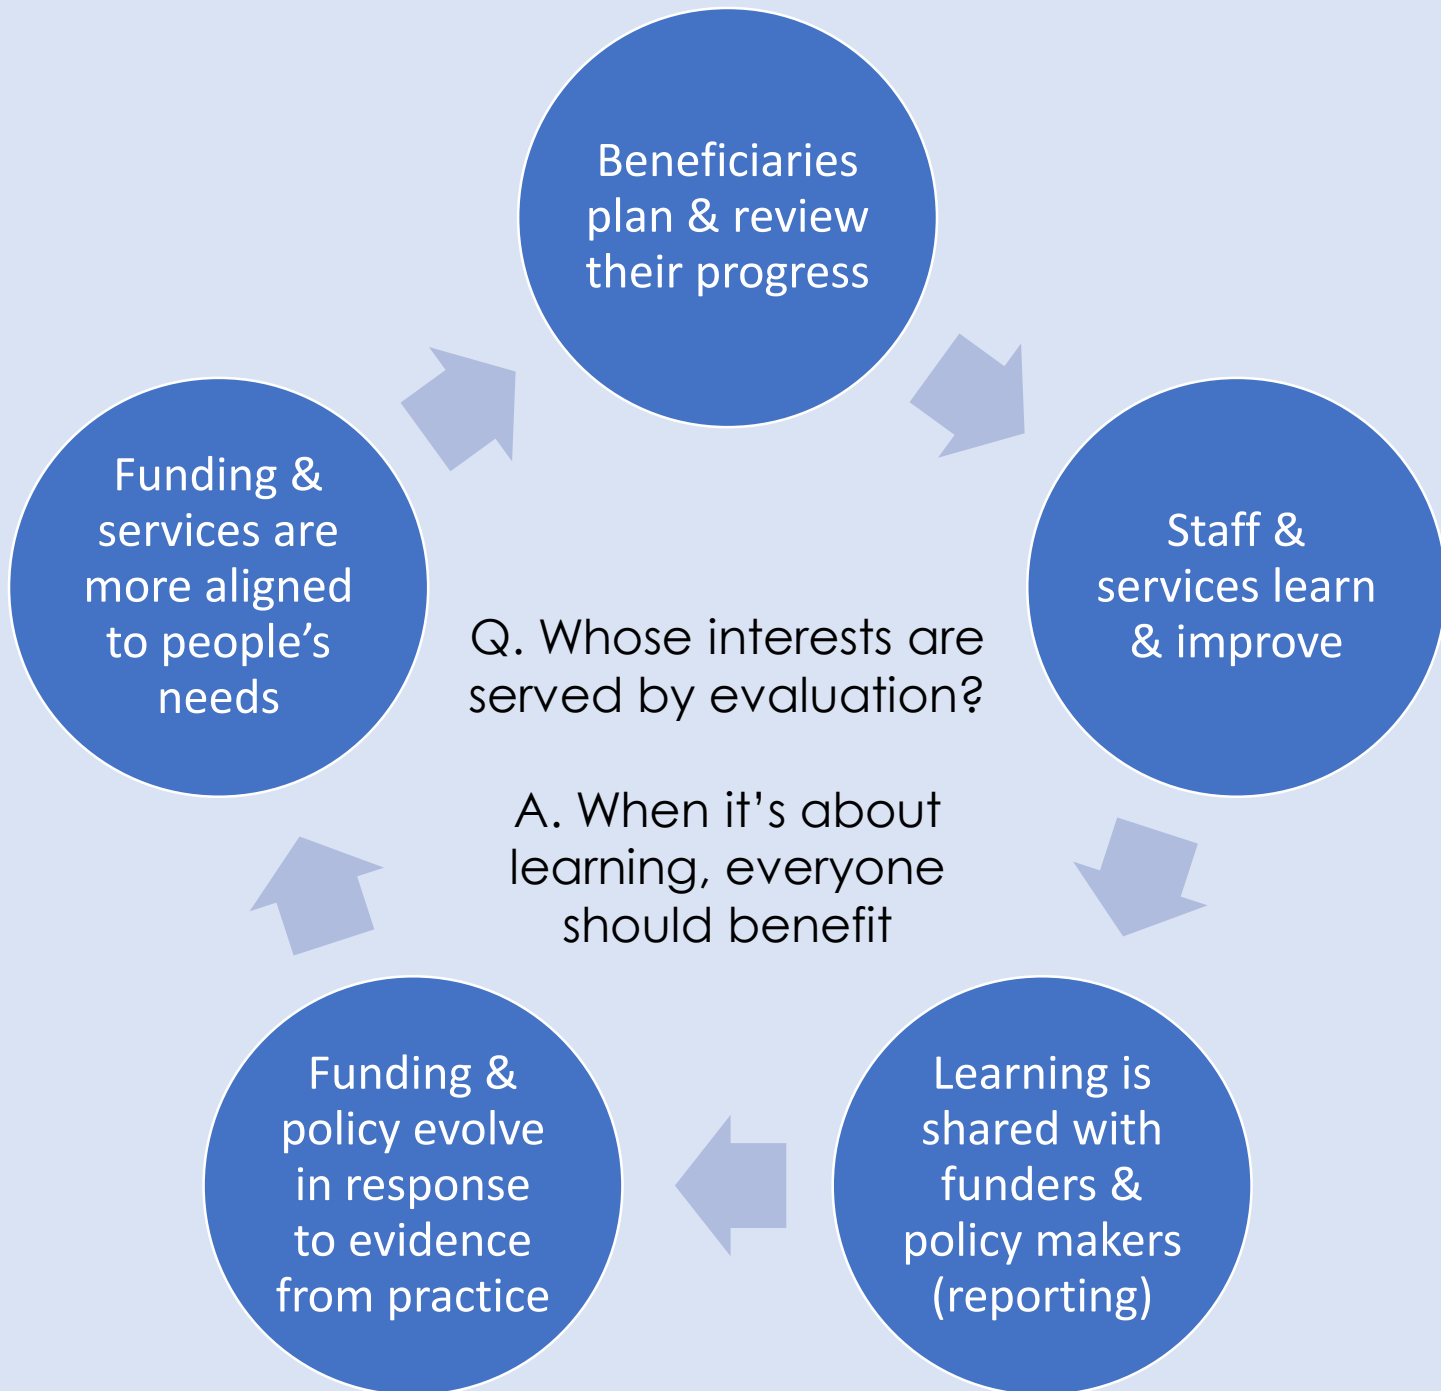 Beneficiaries
plan & review
their progress
Staff &
services learn
& improve
Learning is
shared with
funders &
policy makers
(reporting)
Funding &
policy evolve
in response
to evidence
from practice
Funding &
services are
more aligned
to people’s
needs
Q. Whose interests are
served by evaluation?
A. When it’s about
learning, everyone
should benefit